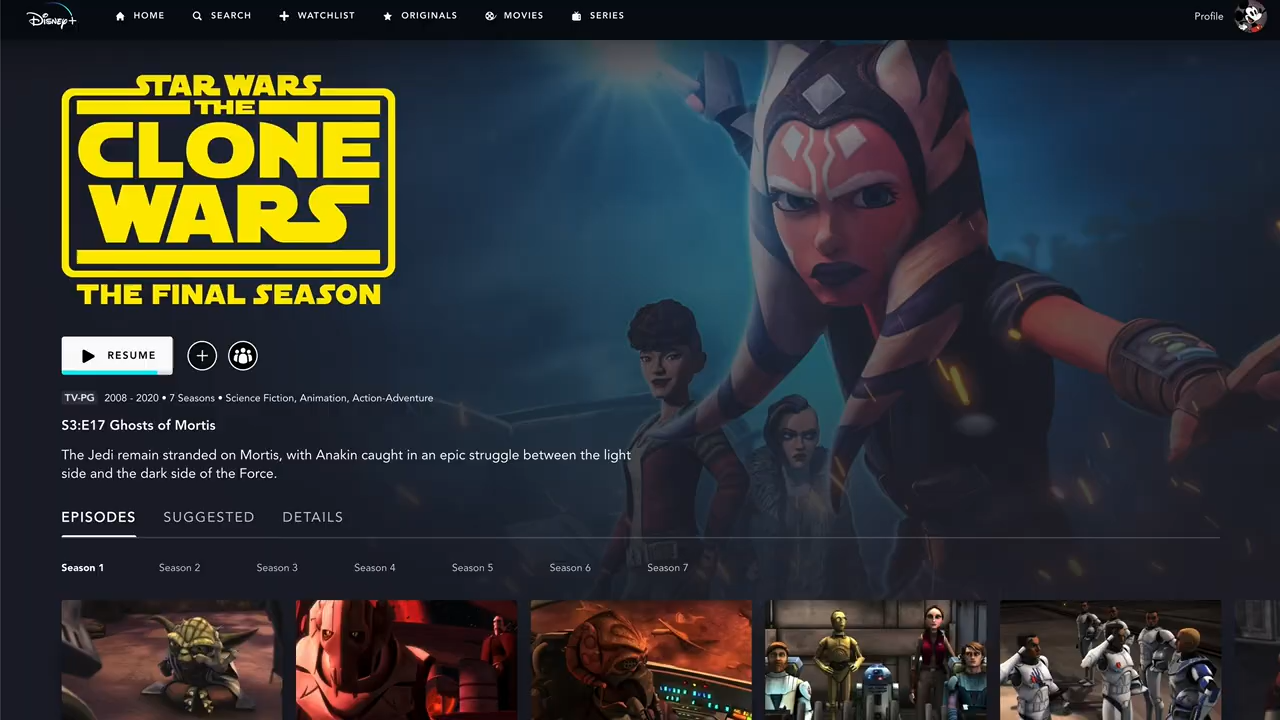 Disney+
HOME
SEARCH
WATCHLIST
ORIGINALS
MOVIES
SERIES
Profile
STAR WARS
THE
CLONE
WARS
THE FINAL SEASON
RESUME
TV-PG 2008 - 2020 • 7 Seasons • Science Fiction, Animation, Action-Adventure
S3:E17 Ghosts of Mortis
The Jedi remain stranded on Mortis, with Anakin caught in an epic struggle between the light
side and the dark side of the Force.
EPISODES
SUGGESTED
DETAILS
Season 1
Season 2
Season 3
Season 4
Season 5
Season 6
Season 7